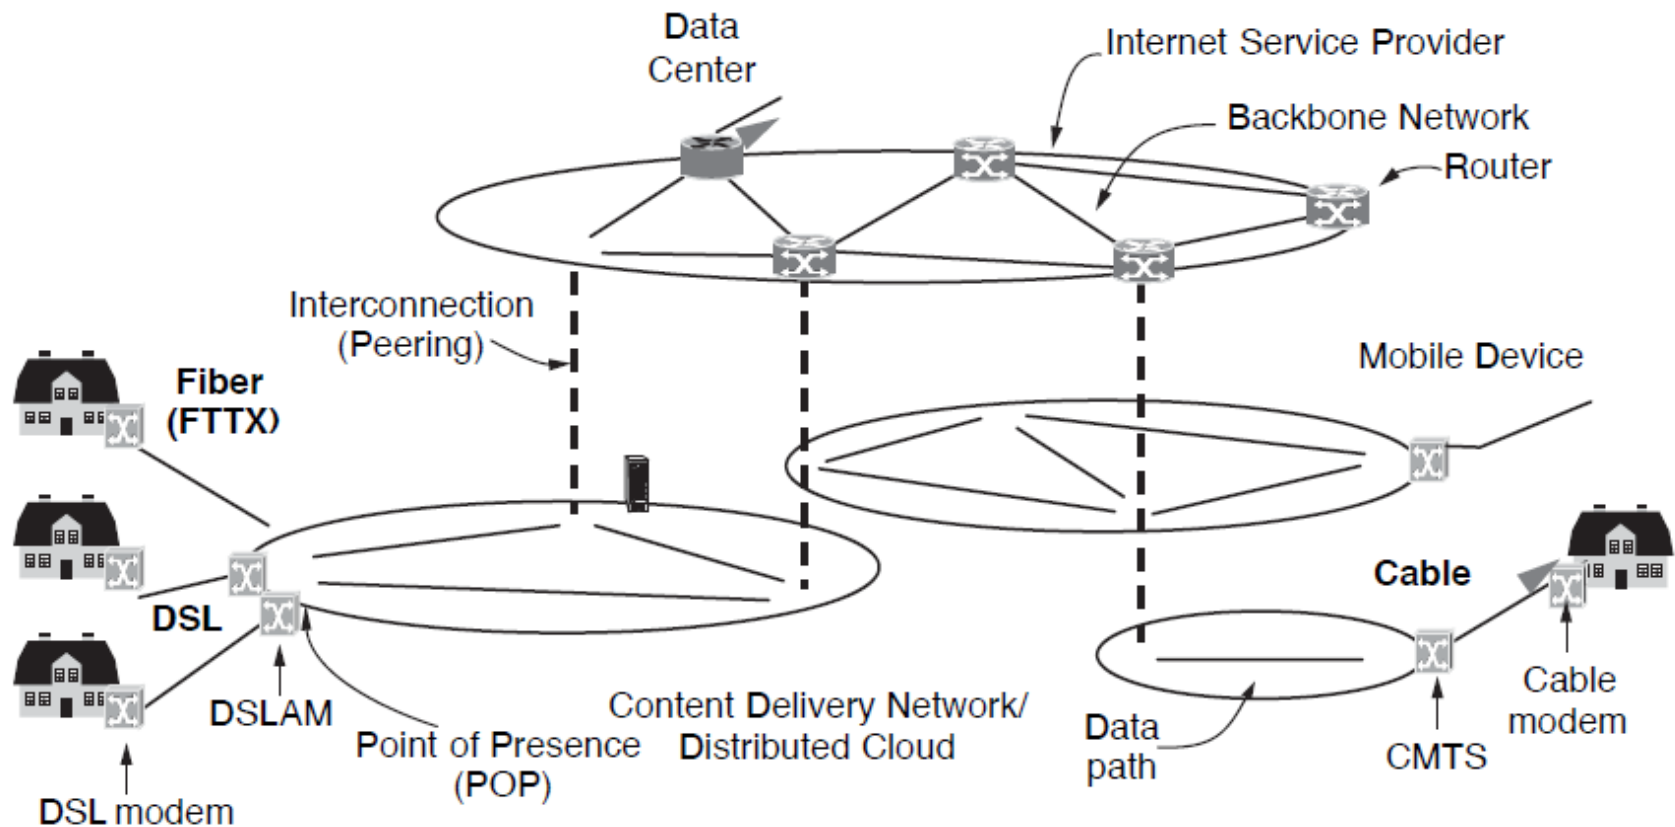 Data
Center
Internet Service Provider
Backbone Network
Router
Interconnection
(Peering)
Mobile Device
Fiber
(FTTX)
Cable
DSL
DSLAM
Point of Presence
(POP)
DSL modem
Content Delivery Network/
Distributed Cloud
Data
path
CMTS
Cable
modem